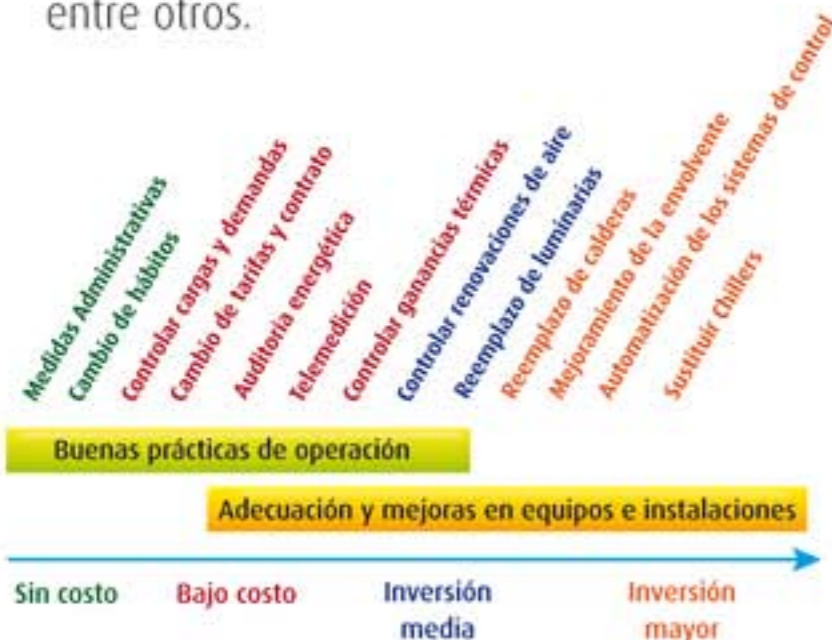 entre otros.
Medidas Administrativas
Cambio de hábitos
Controlar cargas y demandas
Cambio de tarifas y contrato
Auditoria energética
Telemedición
Controlar ganancias térmicas
Controlar renovaciones de aire
Reemplazo de luminarias
Reemplazo de calderas
Mejoramiento de la envolvente
Automatización de los sistemas de control
Sustituir Chillers
Buenas prácticas de operación
Adecuación y mejoras en equipos e instalaciones
Sin costo
Bajo costo
Inversión
media
Inversión
mayor